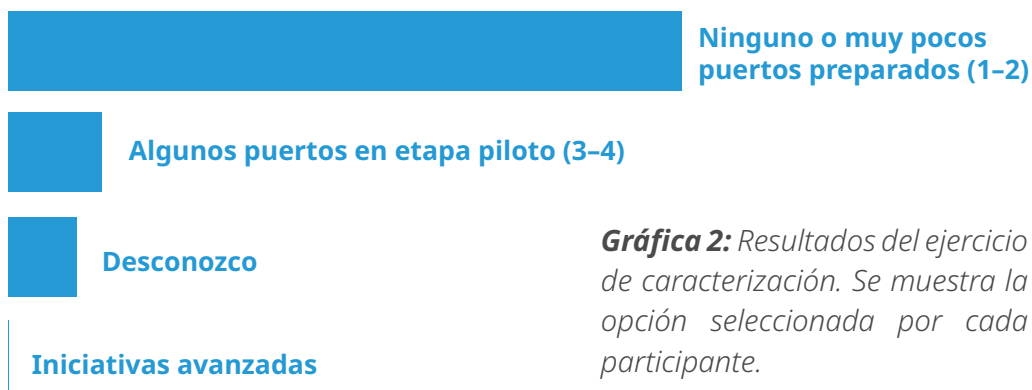 Ninguno o muy pocos
puertos preparados (1–2)
Algunos puertos en etapa piloto (3–4)
Desconozco
Gráfica 2: Resultados del ejercicio
de caracterización. Se muestra la
opción seleccionada por cada
participante.
Iniciativas avanzadas